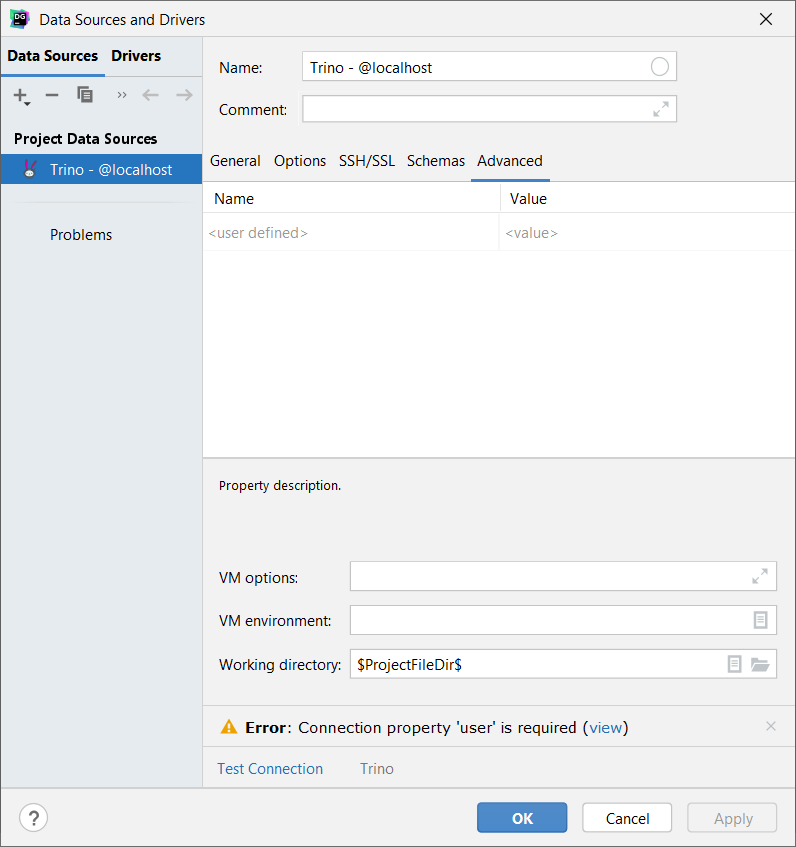 DG Data Sources and Drivers
Data Sources Drivers
Project Data Sources
Trino - @localhost
Problems
Name: Trino - @localhost
Comment:
General Options SSH/SSL Schemas Advanced
Name Value
<user defined> <value>
Property description.
VM options:
VM environment:
Working directory: $ProjectFileDir$
Error: Connection property 'user' is required (view)
Test Connection Trino
? OK Cancel Apply